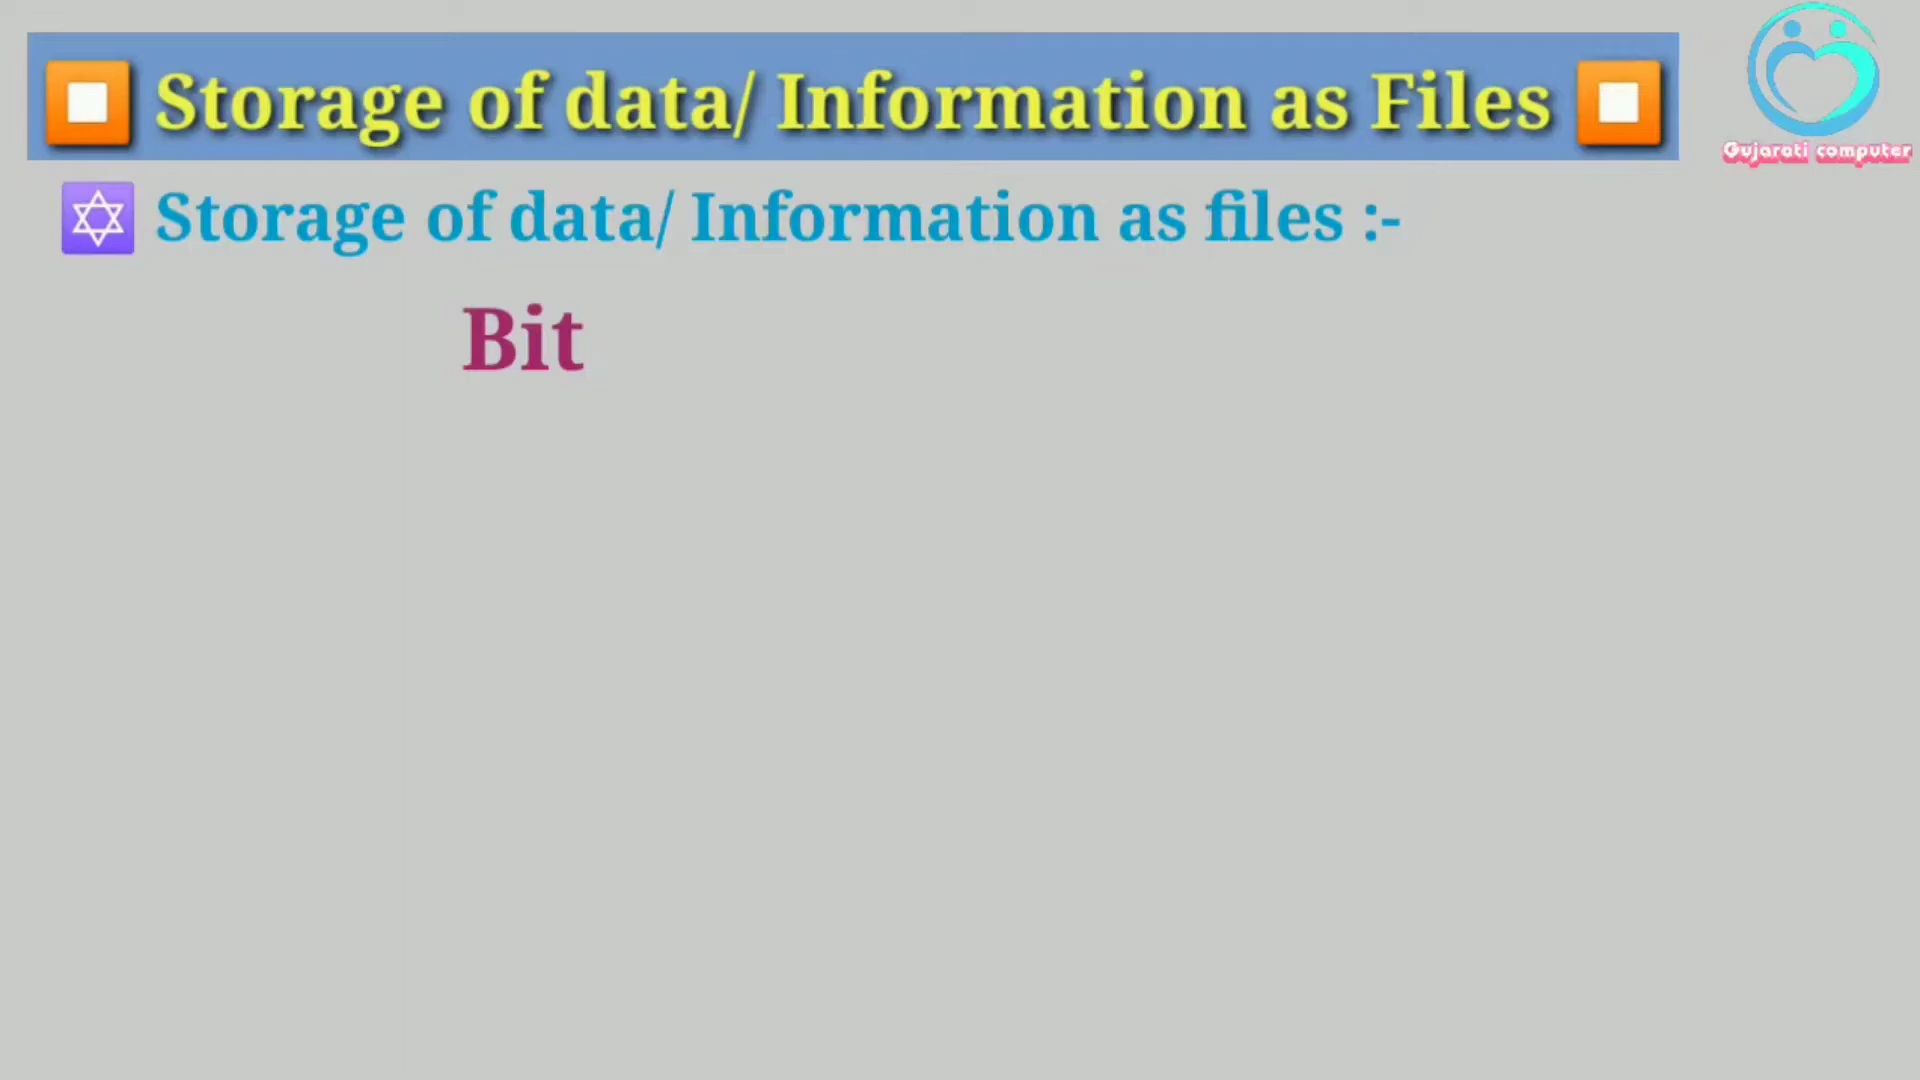 Storage of data/ Information as Files
Gujarati computer
Storage of data/ Information as files :-
Bit